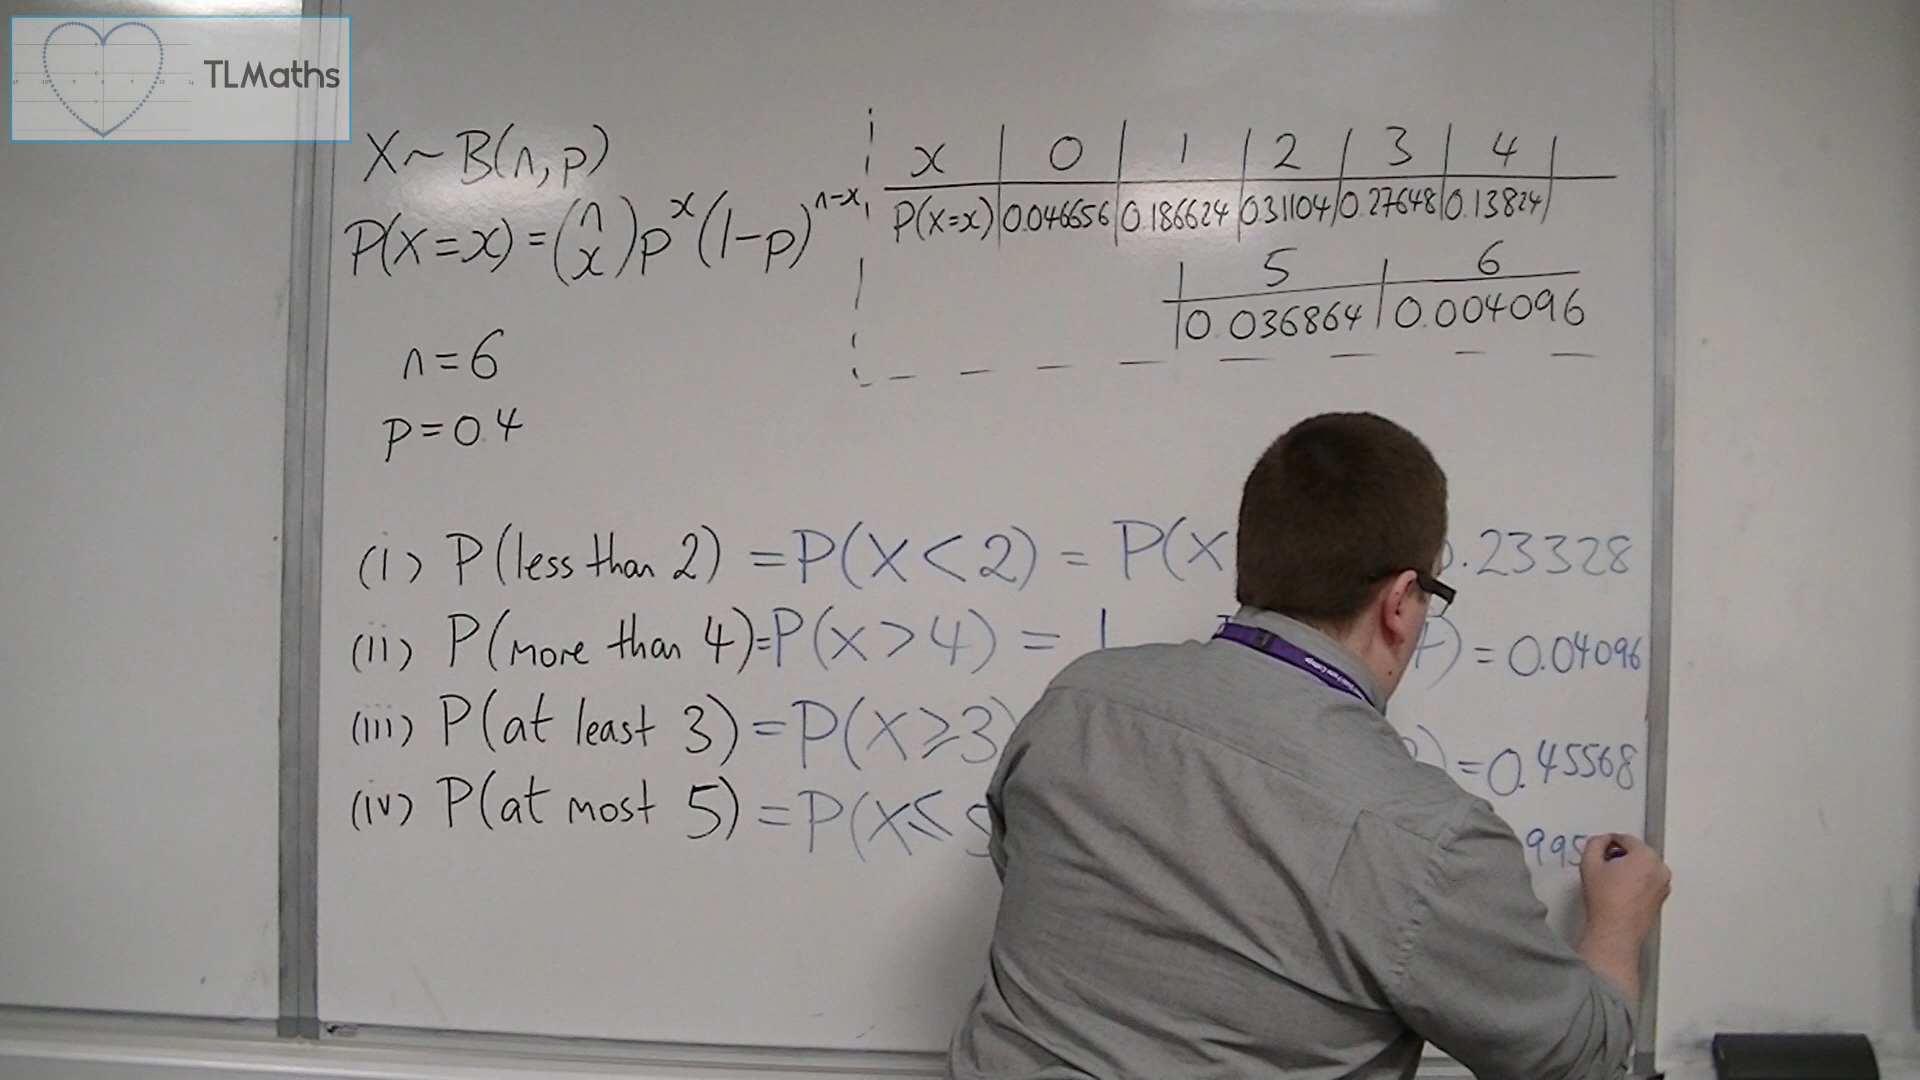 TLMaths
X~B(n,p)
P(X=x)=(n x)p^x(1-p)^n-x
n=6
p=0.4
x | 0 | 1 | 2 | 3 | 4 |
P(X=x) | 0.046656 | 0.186624 | 0.31104 | 0.27648 | 0.13824 |
| 5 | 6
| 0.036864 | 0.004096
(i) P(less than 2) = P(X<2) = P(X .23328
(ii) P(more than 4)=P(X>4) = 1 ) = 0.04096
(iii) P(at least 3)=P(X≥3) ) =0.45568
(iv) P(at most 5) =P(X≤5 995